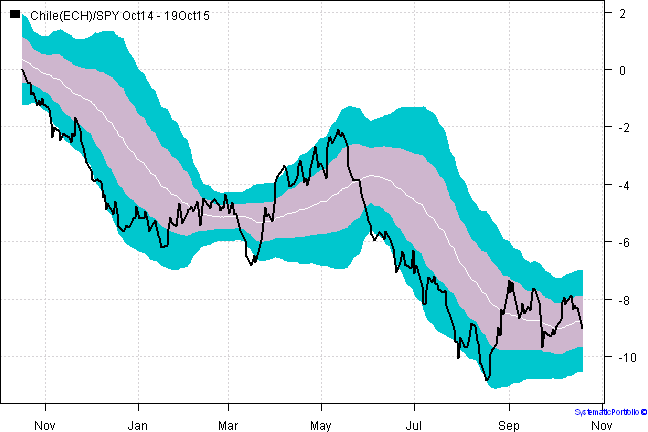 Chile(ECH)/SPY Oct14 - 19Oct15
2
0
-2
-4
-6
-8
-10
Nov Jan Mar May Jul Sep Nov
SystematicPortfolio ©